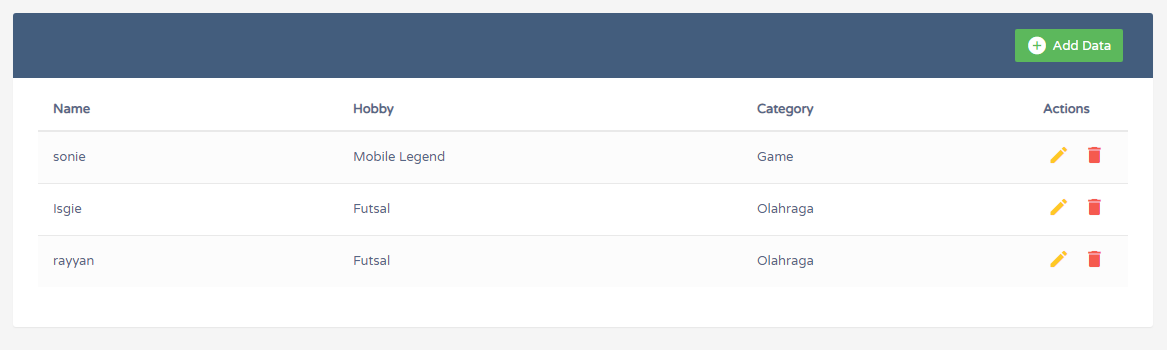 Add Data
Name Hobby Category Actions
sonie Mobile Legend Game
Isgie Futsal Olahraga
rayyan Futsal Olahraga